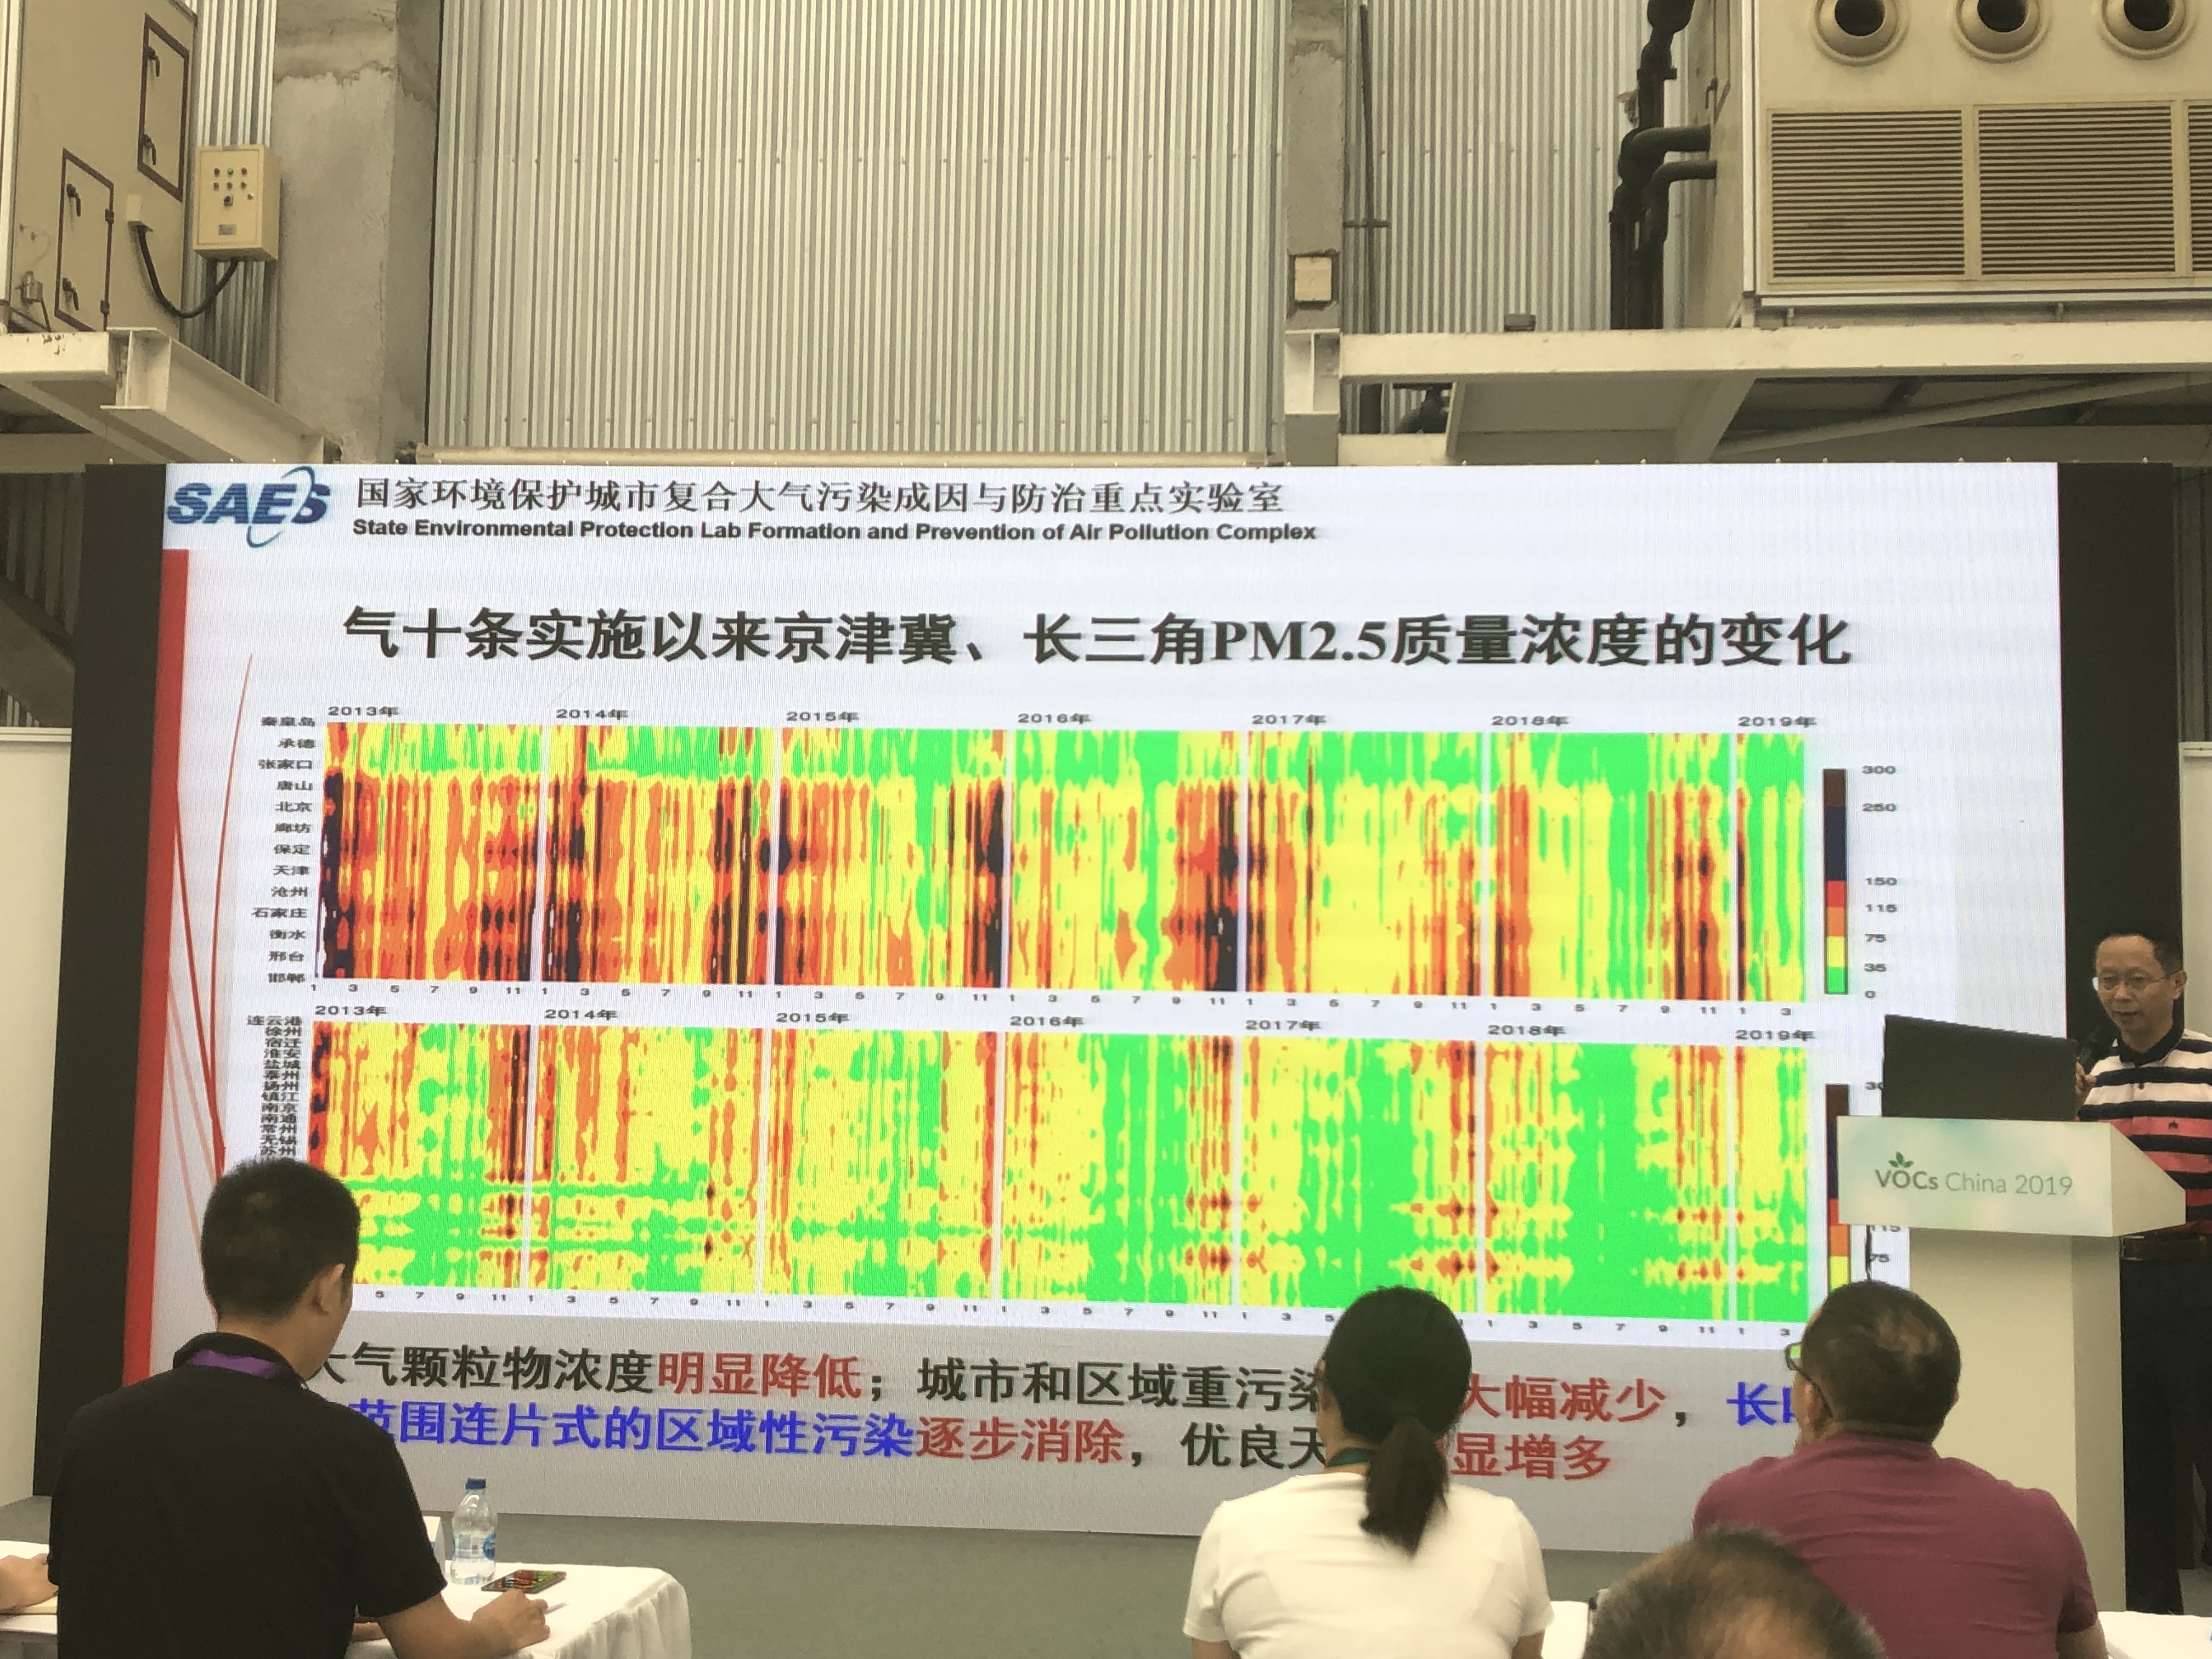 SAES
国家环境保护城市复合大气污染成因与防治重点实验室
State Environmental Protection Lab Formation and Prevention of Air Pollution Complex
气十条实施以来京津冀、长三角PM2.5质量浓度的变化
2013年 2014年 2015年 2016年 2017年 2018年 2019年
秦皇岛
承德
张家口
唐山
北京
廊坊
保定
天津
沧州
石家庄
衡水
邢台
邯郸
300
250
150
115
75
35
0
1 3 5 7 9 11 1 3 5 7 9 11 1 3 5 7 9 11 1 3 5 7 9 11 1 3 5 7 9 11 1 3 5 7 9 11 1 3
2013年 2014年 2015年 2016年 2017年 2018年 2019年
连云港
徐州
宿迁
淮安
盐城
泰州
扬州
镇江
南京
南通
常州
无锡
苏州
115
75
5 7 9 11 1 3 5 7 9 11 1 3 5 7 9 11 1 3 5 7 9 11 1 3 5 1 3 5 7 9 11 1 3
大气颗粒物浓度明显降低；城市和区域重污染 大幅减少，长
范围连片式的区域性污染逐步消除，优良天 显增多
VOCs China 2019